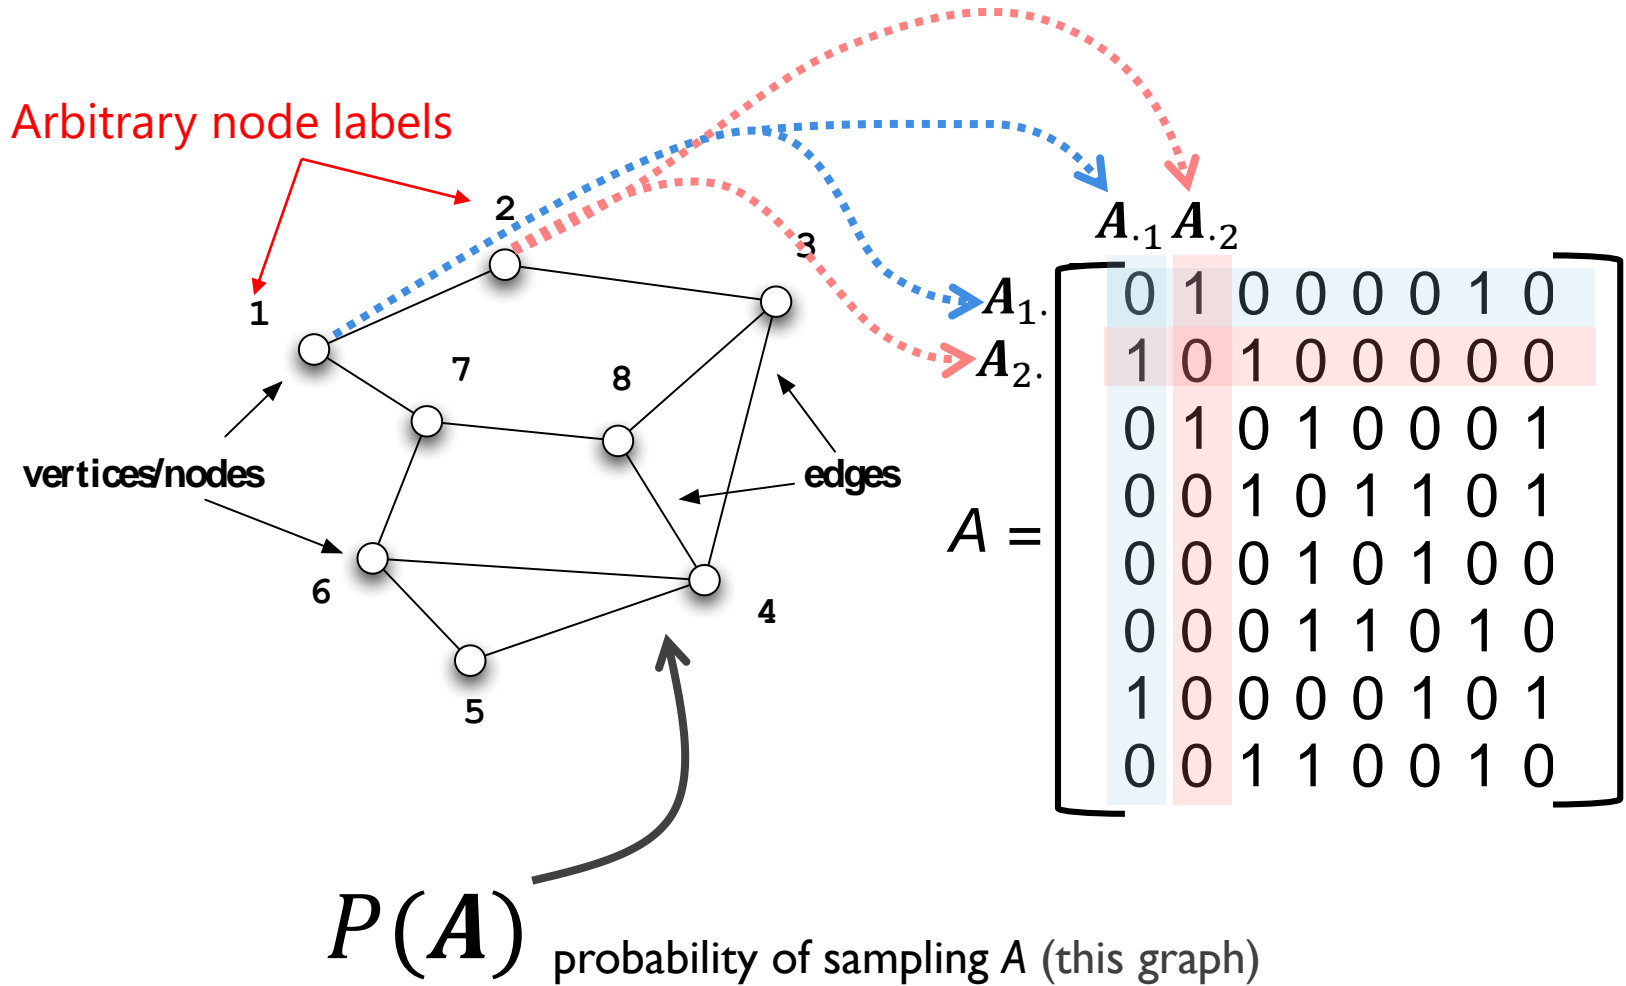 Arbitrary node labels
2
3
1
7
8
vertices/nodes
edges
6
4
5
A.1 A.2
A1.
A2.
A =
0 1 0 0 0 0 1 0
1 0 1 0 0 0 0 0
0 1 0 1 0 0 0 1
0 0 1 0 1 1 0 1
0 0 0 1 0 1 0 0
0 0 0 1 1 0 1 0
1 0 0 0 0 1 0 1
0 0 1 1 0 0 1 0
P(A) probability of sampling A (this graph)